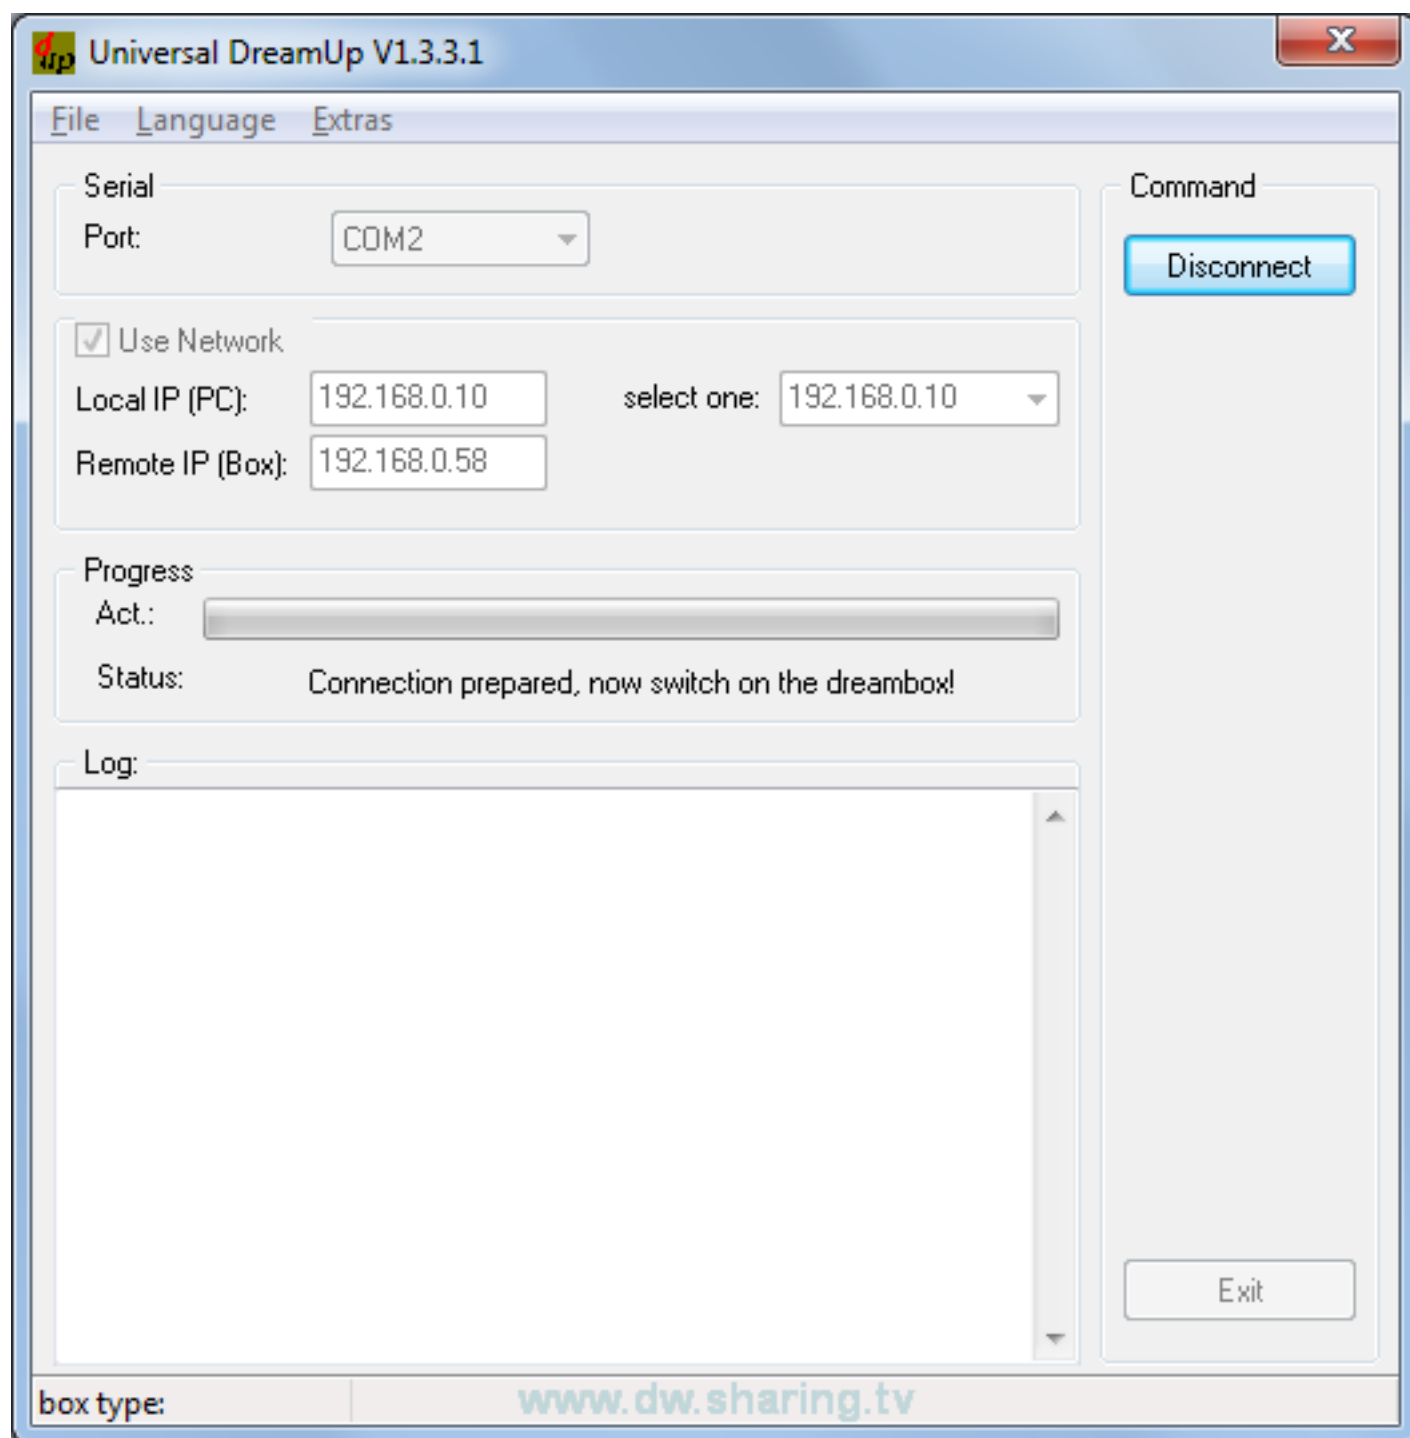 dup Universal DreamUp V1.3.3.1
File Language Extras
Serial
Port: COM2
Command
Disconnect
Use Network
Local IP (PC): 192.168.0.10 select one: 192.168.0.10
Remote IP (Box): 192.168.0.58
Progress
Act.:
Status: Connection prepared, now switch on the dreambox!
Log:
Exit
box type: www.dw.sharing.tv